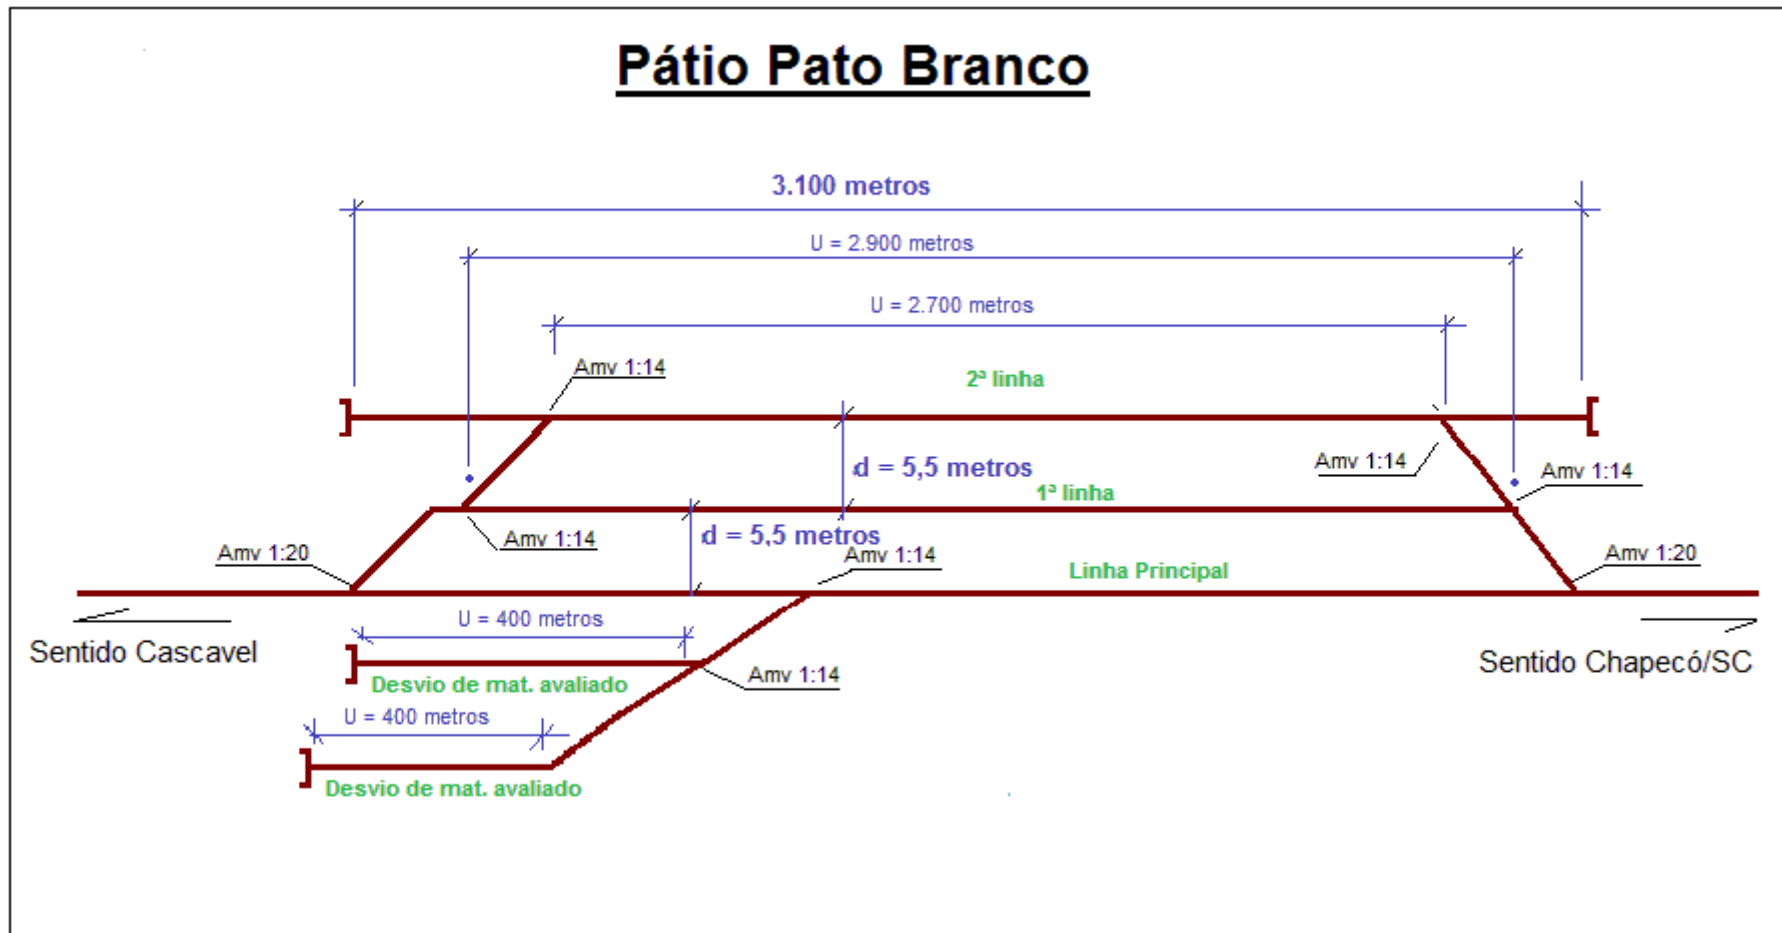 Pátio Pato Branco
3.100 metros
U = 2.900 metros
U = 2.700 metros
Amv 1:14
2ª linha
d = 5,5 metros
Amv 1:14
Amv 1:14
1ª linha
d = 5,5 metros
Amv 1:14
Amv 1:14
Amv 1:20
Amv 1:20
Linha Principal
U = 400 metros
Sentido Cascavel
Sentido Chapecó/SC
Amv 1:14
Desvio de mat. avaliado
U = 400 metros
Desvio de mat. avaliado